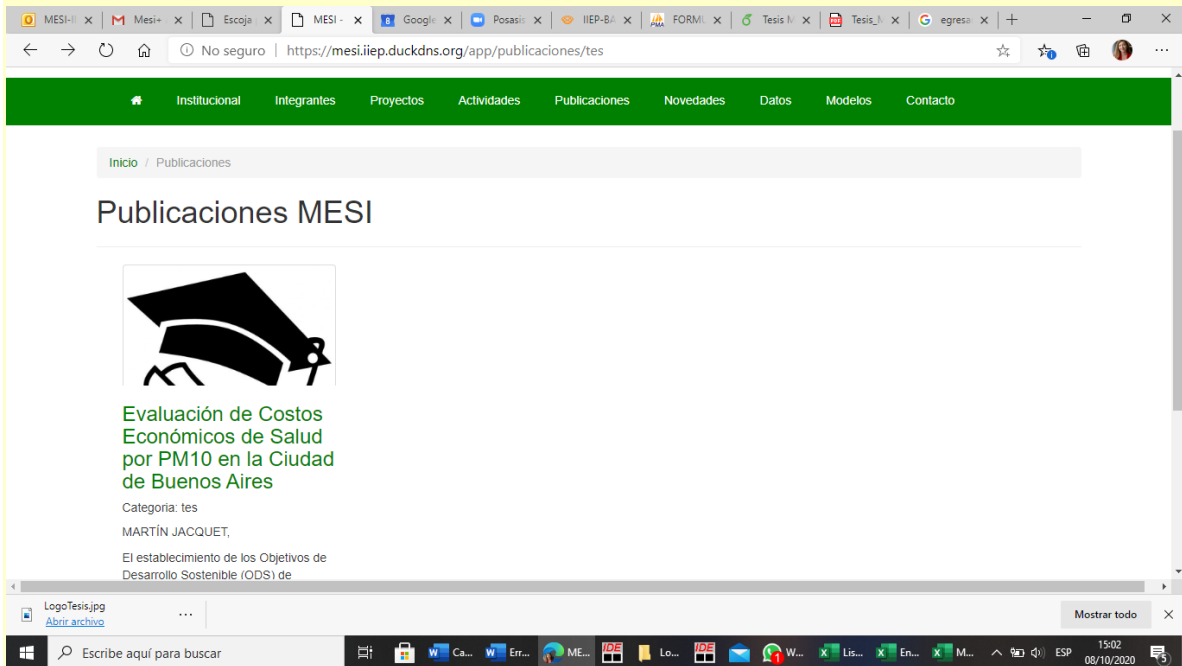 MESI-II
Mesi+
Escoja
MESI -
Google
Posasis
IIEP-BA
FORMU
Tesis M
Tesis_M
egresa
No seguro | https://mesi.iiep.duckdns.org/app/publicaciones/tes
Institucional Integrantes Proyectos Actividades Publicaciones Novedades Datos Modelos Contacto
Inicio / Publicaciones
Publicaciones MESI
Evaluación de Costos
Económicos de Salud
por PM10 en la Ciudad
de Buenos Aires
Categoria: tes
MARTÍN JACQUET,
El establecimiento de los Objetivos de
Desarrollo Sostenible (ODS) de
LogoTesis.jpg
Abrir archivo
...
Mostrar todo
Escribe aquí para buscar
Ca...
Err...
ME...
IDE
Lo...
IDE
W...
Lis...
En...
M...
ESP
15:02
08/10/2020
5